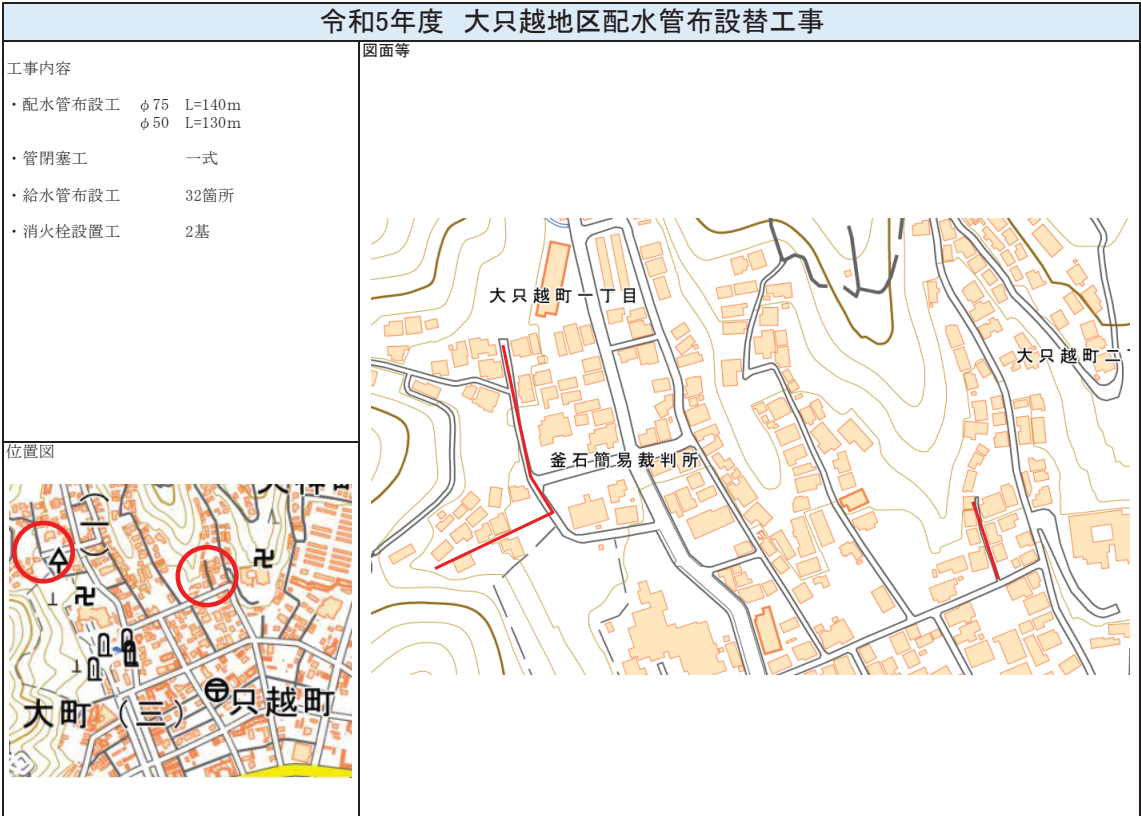 令和5年度 大只越地区配水管布設替工事
工事内容
・配水管布設工 φ75 L=140m
φ50 L=130m
・管閉塞工 一式
・給水管布設工 32箇所
・消火栓設置工 2基
図面等
大只越町一丁目
大只越町二
釜石簡易裁判所
位置図
(一)
只越町
大町(三)